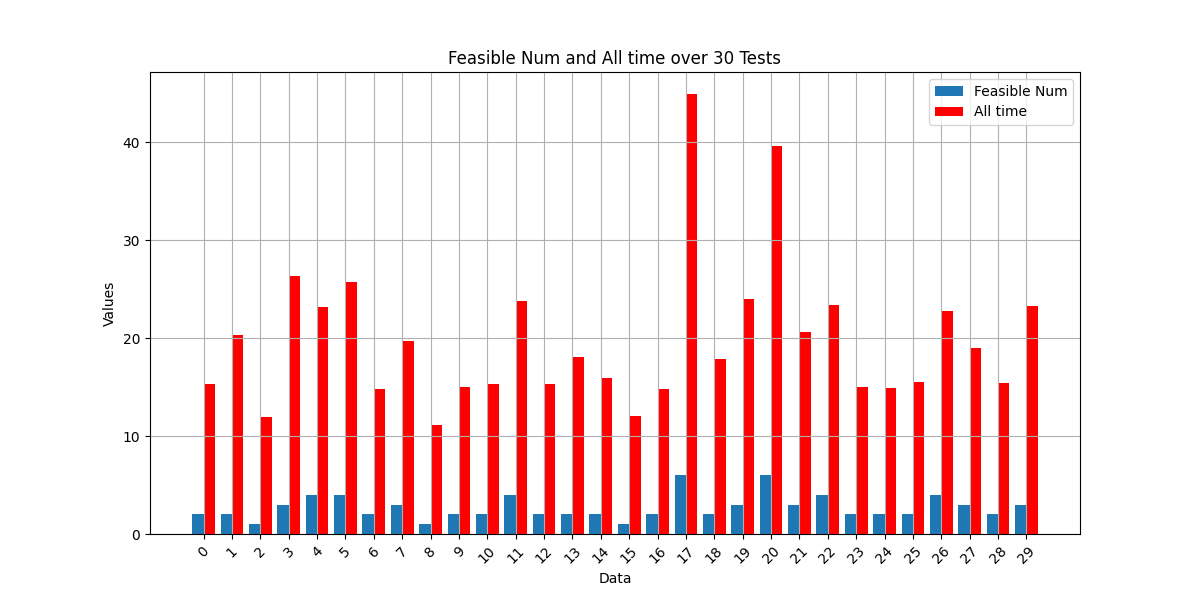 Feasible Num and All time over 30 Tests
Feasible Num
All time
Values
40
30
20
10
0
0 1 2 3 4 5 6 7 8 9 10 11 12 13 14 15 16 17 18 19 20 21 22 23 24 25 26 27 28 29
Data